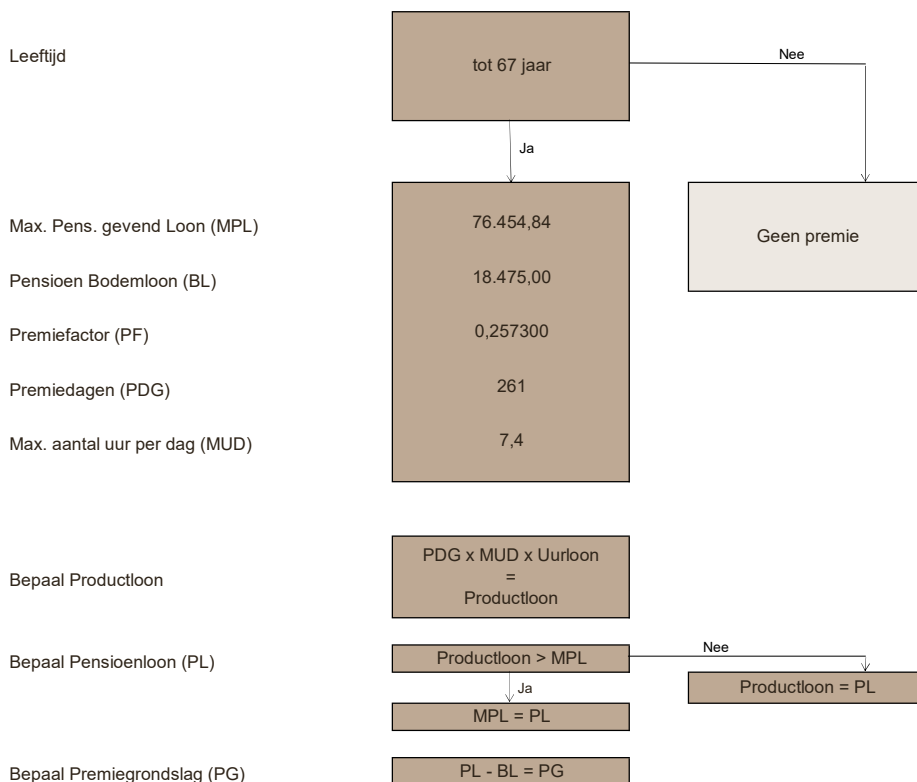 Leeftijd
tot 67 jaar
Nee
Ja
Max. Pens. gevend Loon (MPL)
76.454,84
Geen premie
Pensioen Bodemloon (BL)
18.475,00
Premiefactor (PF)
0,257300
Premiedagen (PDG)
261
Max. aantal uur per dag (MUD)
7,4
Bepaal Productloon
PDG x MUD x Uurloon
=
Productloon
Bepaal Pensioenloon (PL)
Productloon > MPL
Nee
Ja
Productloon = PL
MPL = PL
Bepaal Premiegrondslag (PG)
PL - BL = PG